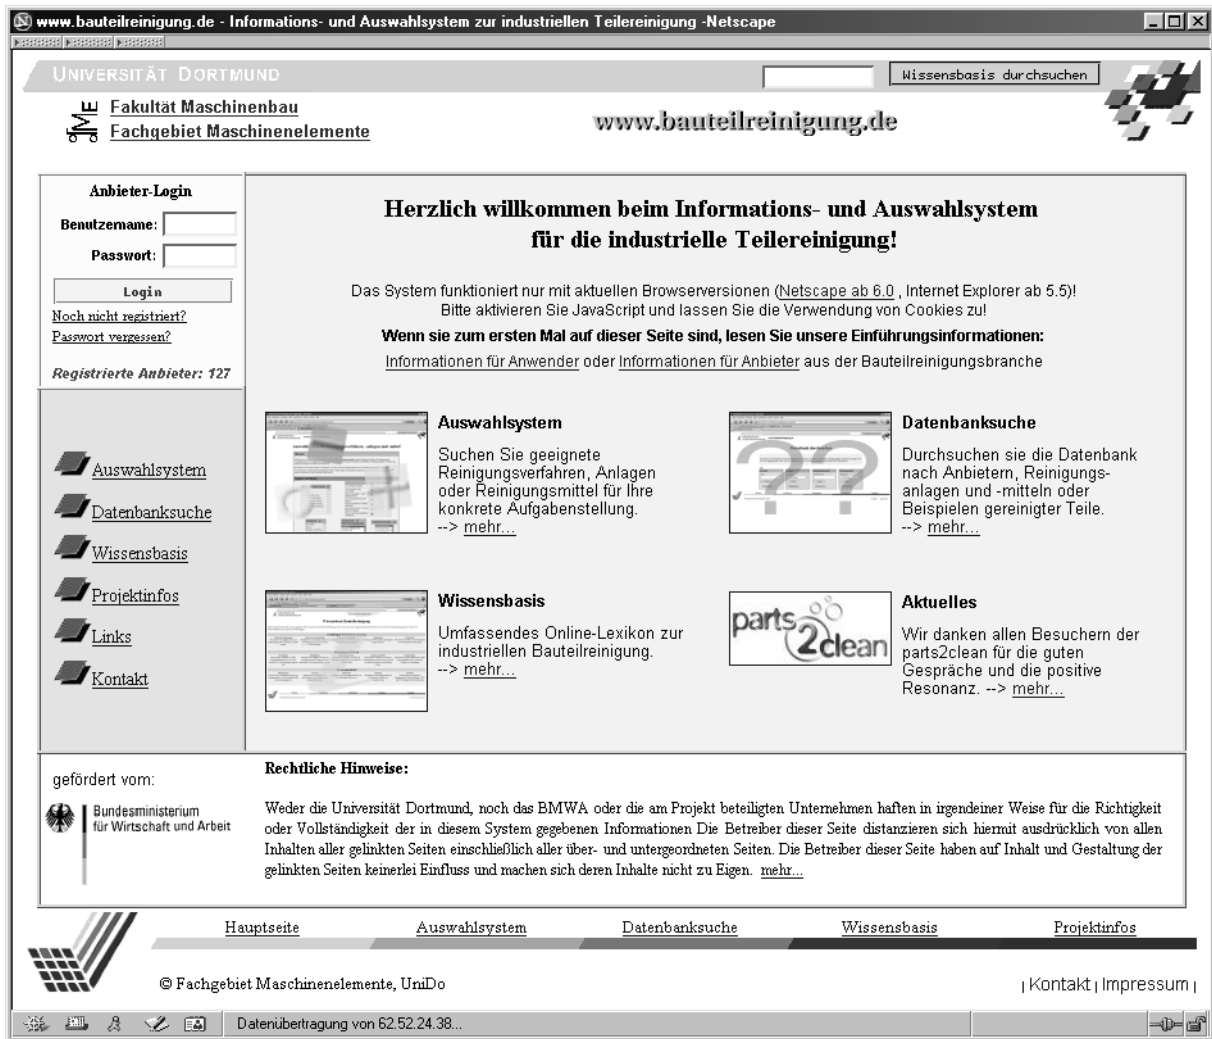 www.bauteilreinigung.de - Informations- und Auswahlsystem zur industriellen Teilereinigung -Netscape
UNIVERSITÄT DORTMUND
Wissensbasis durchsuchen
Fakultät Maschinenbau
Fachgebiet Maschinenelemente
www.bauteilreinigung.de
Anbieter-Login
Benutzername:
Passwort:
Login
Noch nicht registriert?
Passwort vergessen?
Registrierte Anbieter: 127
Herzlich willkommen beim Informations- und Auswahlsystem
für die industrielle Teilereinigung!
Das System funktioniert nur mit aktuellen Browserversionen (Netscape ab 6.0 , Internet Explorer ab 5.5)!
Bitte aktivieren Sie JavaScript und lassen Sie die Verwendung von Cookies zu!
Wenn sie zum ersten Mal auf dieser Seite sind, lesen Sie unsere Einführungsinformationen:
Informationen für Anwender oder Informationen für Anbieter aus der Bauteilreinigungsbranche
Auswahlsystem
Datenbanksuche
Wissensbasis
Projektinfos
Links
Kontakt
Auswahlsystem
Suchen Sie geeignete
Reinigungsverfahren, Anlagen
oder Reinigungsmittel für Ihre
konkrete Aufgabenstellung.
--> mehr...
Datenbanksuche
Durchsuchen sie die Datenbank
nach Anbietern, Reinigungs-
anlagen und -mitteln oder
Beispielen gereinigter Teile.
--> mehr...
Wissensbasis
Umfassendes Online-Lexikon zur
industriellen Bauteilreinigung.
--> mehr...
parts
2clean
Aktuelles
Wir danken allen Besuchern der
parts2clean für die guten
Gespräche und die positive
Resonanz. --> mehr...
gefördert vom:
Bundesministerium
für Wirtschaft und Arbeit
Rechtliche Hinweise:
Weder die Universität Dortmund, noch das BMWA oder die am Projekt beteiligten Unternehmen haften in irgendeiner Weise für die Richtigkeit
oder Vollständigkeit der in diesem System gegebenen Informationen Die Betreiber dieser Seite distanzieren sich hiermit ausdrücklich von allen
Inhalten aller gelinkten Seiten einschließlich aller über- und untergeordneten Seiten. Die Betreiber dieser Seite haben auf Inhalt und Gestaltung der
gelinkten Seiten keinerlei Einfluss und machen sich deren Inhalte nicht zu Eigen. mehr...
Hauptseite Auswahlsystem Datenbanksuche Wissensbasis Projektinfos
© Fachgebiet Maschinenelemente, UniDo
| Kontakt | Impressum |
Datenübertragung von 62.52.24.38...